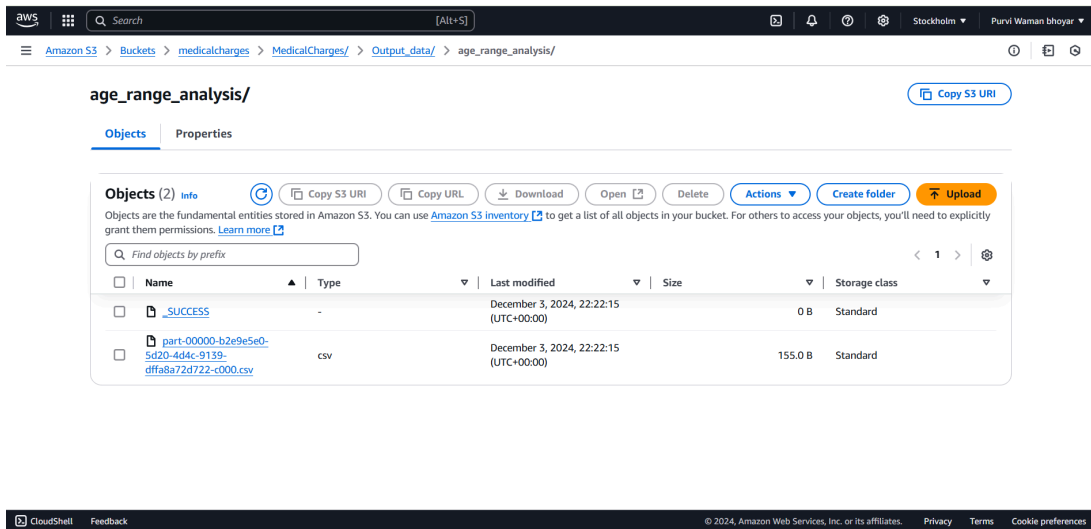 aws Search [Alt+S] Stockholm ▼ Purvi Waman bhoyar ▼
Amazon S3 > Buckets > medicalcharges > MedicalCharges/ > Output_data/ > age_range_analysis/
age_range_analysis/ Copy S3 URI
Objects Properties
Objects (2) Info Copy S3 URI Copy URL Download Open Delete Actions ▼ Create folder Upload
Objects are the fundamental entities stored in Amazon S3. You can use Amazon S3 inventory to get a list of all objects in your bucket. For others to access your objects, you'll need to explicitly
grant them permissions. Learn more
Find objects by prefix < 1 >
Name Type Last modified Size Storage class
_SUCCESS - December 3, 2024, 22:22:15 (UTC+00:00) 0 B Standard
part-00000-b2e9e5e0-
5d20-4d4c-9139-
dffa8a72d722-c000.csv
csv December 3, 2024, 22:22:15 (UTC+00:00) 155.0 B Standard
CloudShell Feedback © 2024, Amazon Web Services, Inc. or its affiliates. Privacy Terms Cookie preferences